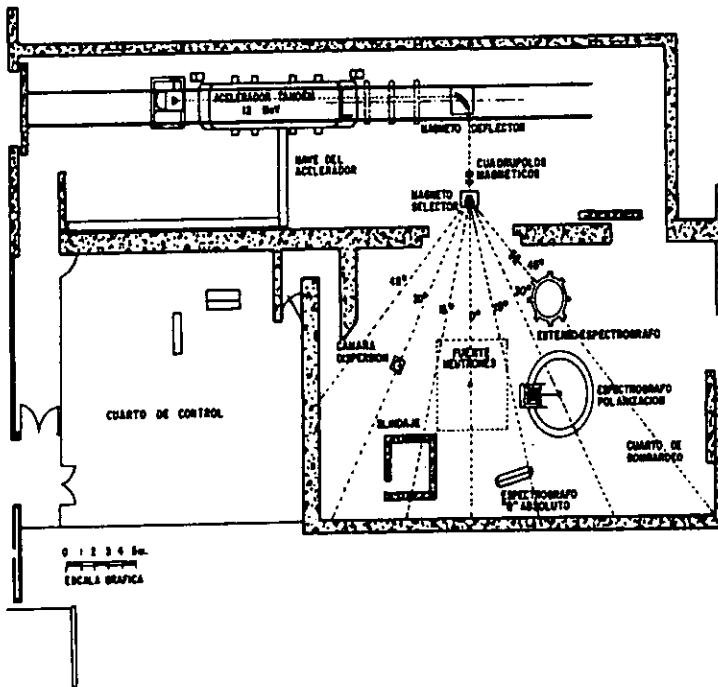 ACELERADOR TANDEM
12 MeV
MAGNETO DEFLECTOR
NAVE DEL
ACELERADOR
CUADRUPOLOS
MAGNETICOS
MAGNETO
SELECTOR
30°
0°
30°
45°
CAMARA
DISPERSION
FUENTE
NEUTRONES
ESPECTROGRAFO
POLARIZACION
CUARTO DE CONTROL
BLINDAJE
CUARTO DE
BOMBARDEO
ESPECTROGRAFO
ABSOLUTO
0 1 2 3 4 5m.
ESCALA GRAFICA